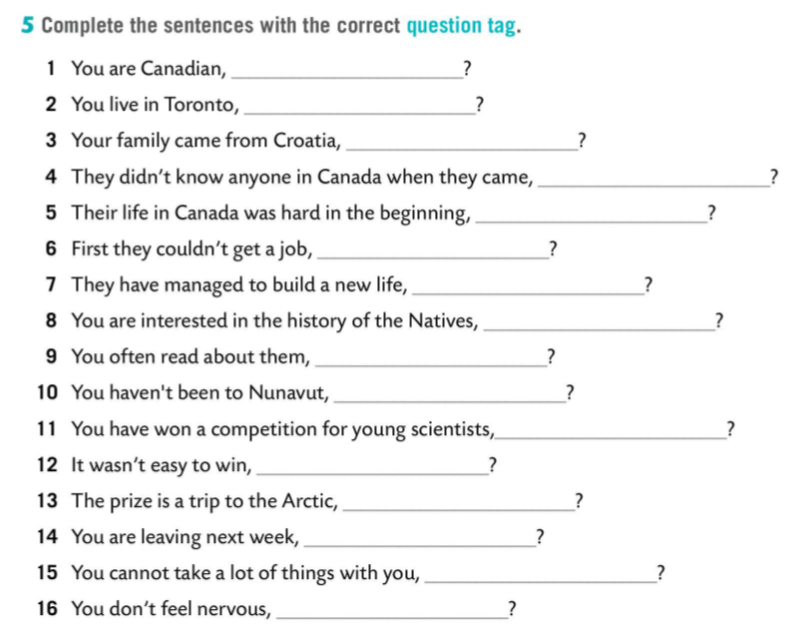 5 Complete the sentences with the correct question tag.
1 You are Canadian, ____________________?
2 You live in Toronto, ____________________?
3 Your family came from Croatia, ____________________?
4 They didn't know anyone in Canada when they came, ____________________?
5 Their life in Canada was hard in the beginning, ____________________?
6 First they couldn't get a job, ____________________?
7 They have managed to build a new life, ____________________?
8 You are interested in the history of the Natives, ____________________?
9 You often read about them, ____________________?
10 You haven't been to Nunavut, ____________________?
11 You have won a competition for young scientists,____________________?
12 It wasn't easy to win, ____________________?
13 The prize is a trip to the Arctic, ____________________?
14 You are leaving next week, ____________________?
15 You cannot take a lot of things with you, ____________________?
16 You don't feel nervous, ____________________?